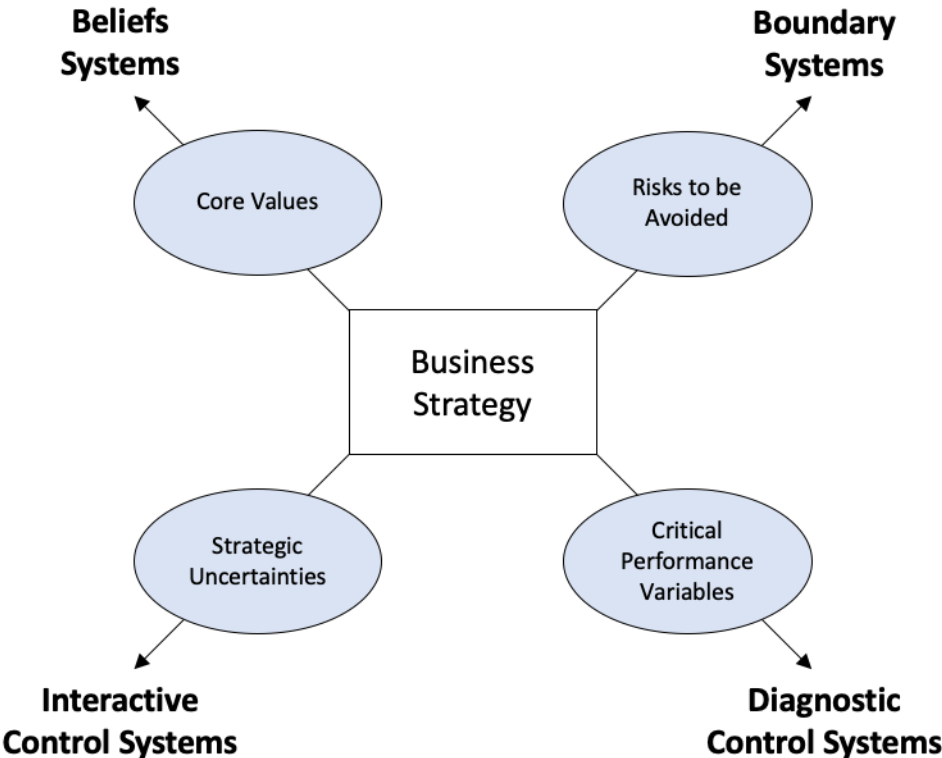 Beliefs
Systems
Boundary
Systems
Core Values
Risks to be
Avoided
Business
Strategy
Strategic
Uncertainties
Critical
Performance
Variables
Interactive
Control Systems
Diagnostic
Control Systems